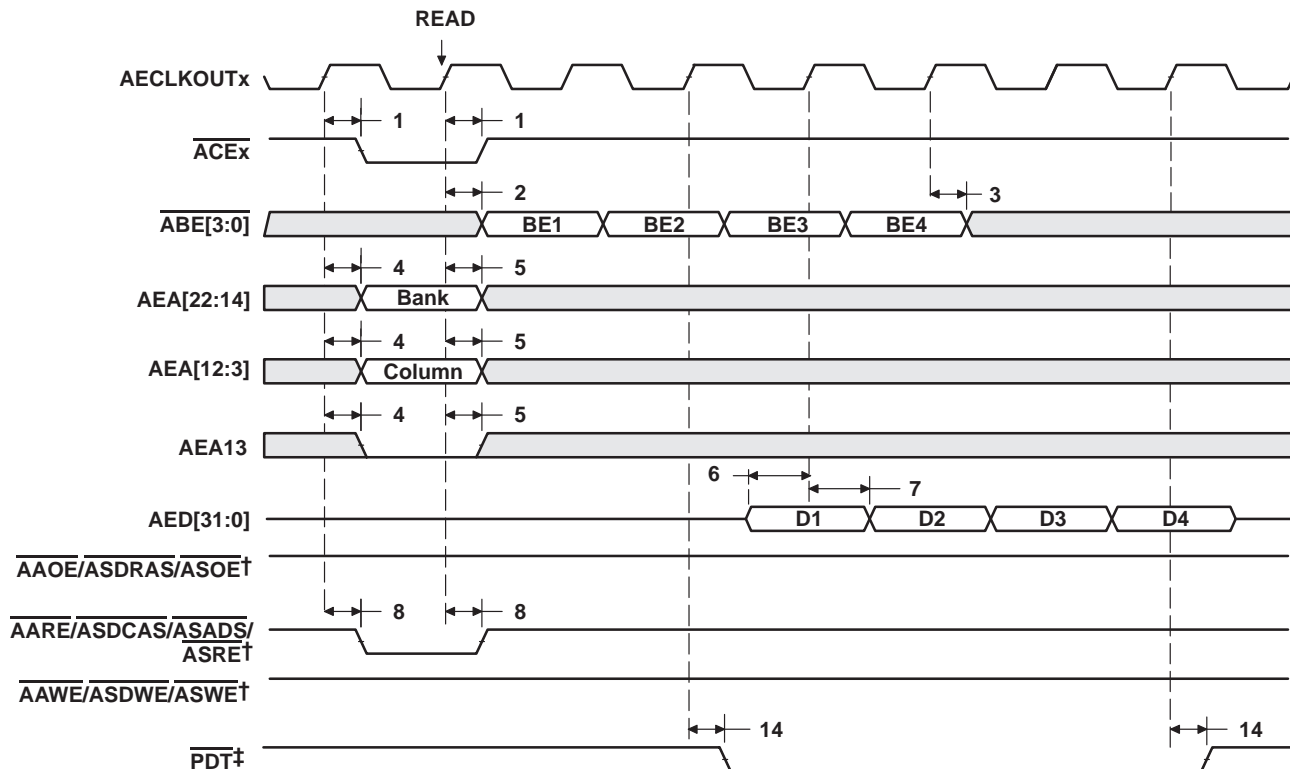 READ
AECLKOUTx
1 1
ACEx
2 3
ABE[3:0] BE1 BE2 BE3 BE4
4 5
AEA[22:14] Bank
4 5
AEA[12:3] Column
4 5
AEA13
6 7
AED[31:0] D1 D2 D3 D4
AAOE/ASDRAS/ASOE†
8 8
AARE/ASDCAS/ASADS/
ASRE†
AAWE/ASDWE/ASWE†
14 14
PDT‡